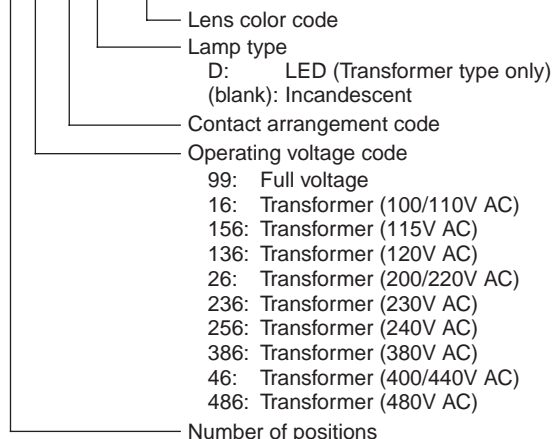 Lens color code
Lamp type
D: LED (Transformer type only)
(blank): Incandescent
Contact arrangement code
Operating voltage code
99: Full voltage
16: Transformer (100/110V AC)
156: Transformer (115V AC)
136: Transformer (120V AC)
26: Transformer (200/220V AC)
236: Transformer (230V AC)
256: Transformer (240V AC)
386: Transformer (380V AC)
46: Transformer (400/440V AC)
486: Transformer (480V AC)
Number of positions